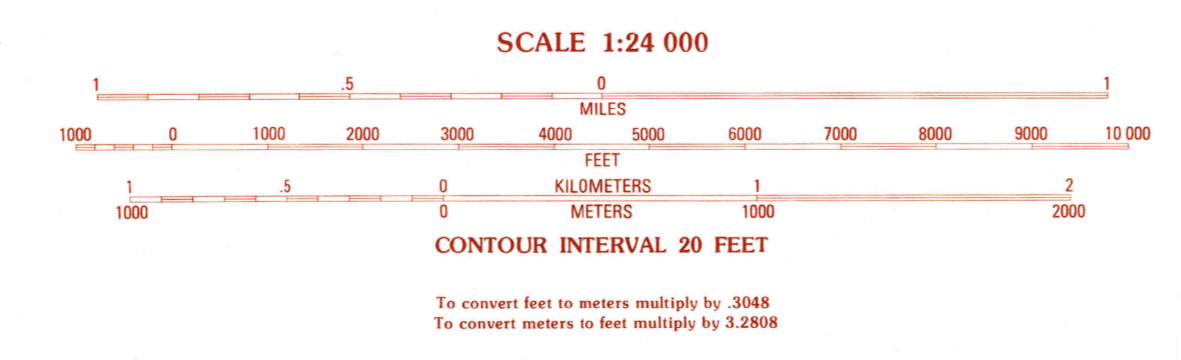 SCALE 1:24 000
1 .5 0 1
MILES
1000 0 1000 2000 3000 4000 5000 6000 7000 8000 9000 10 000
FEET
1 .5 0 KILOMETERS 1 2
1000 0 METERS 1000 2000
CONTOUR INTERVAL 20 FEET
To convert feet to meters multiply by .3048
To convert meters to feet multiply by 3.2808